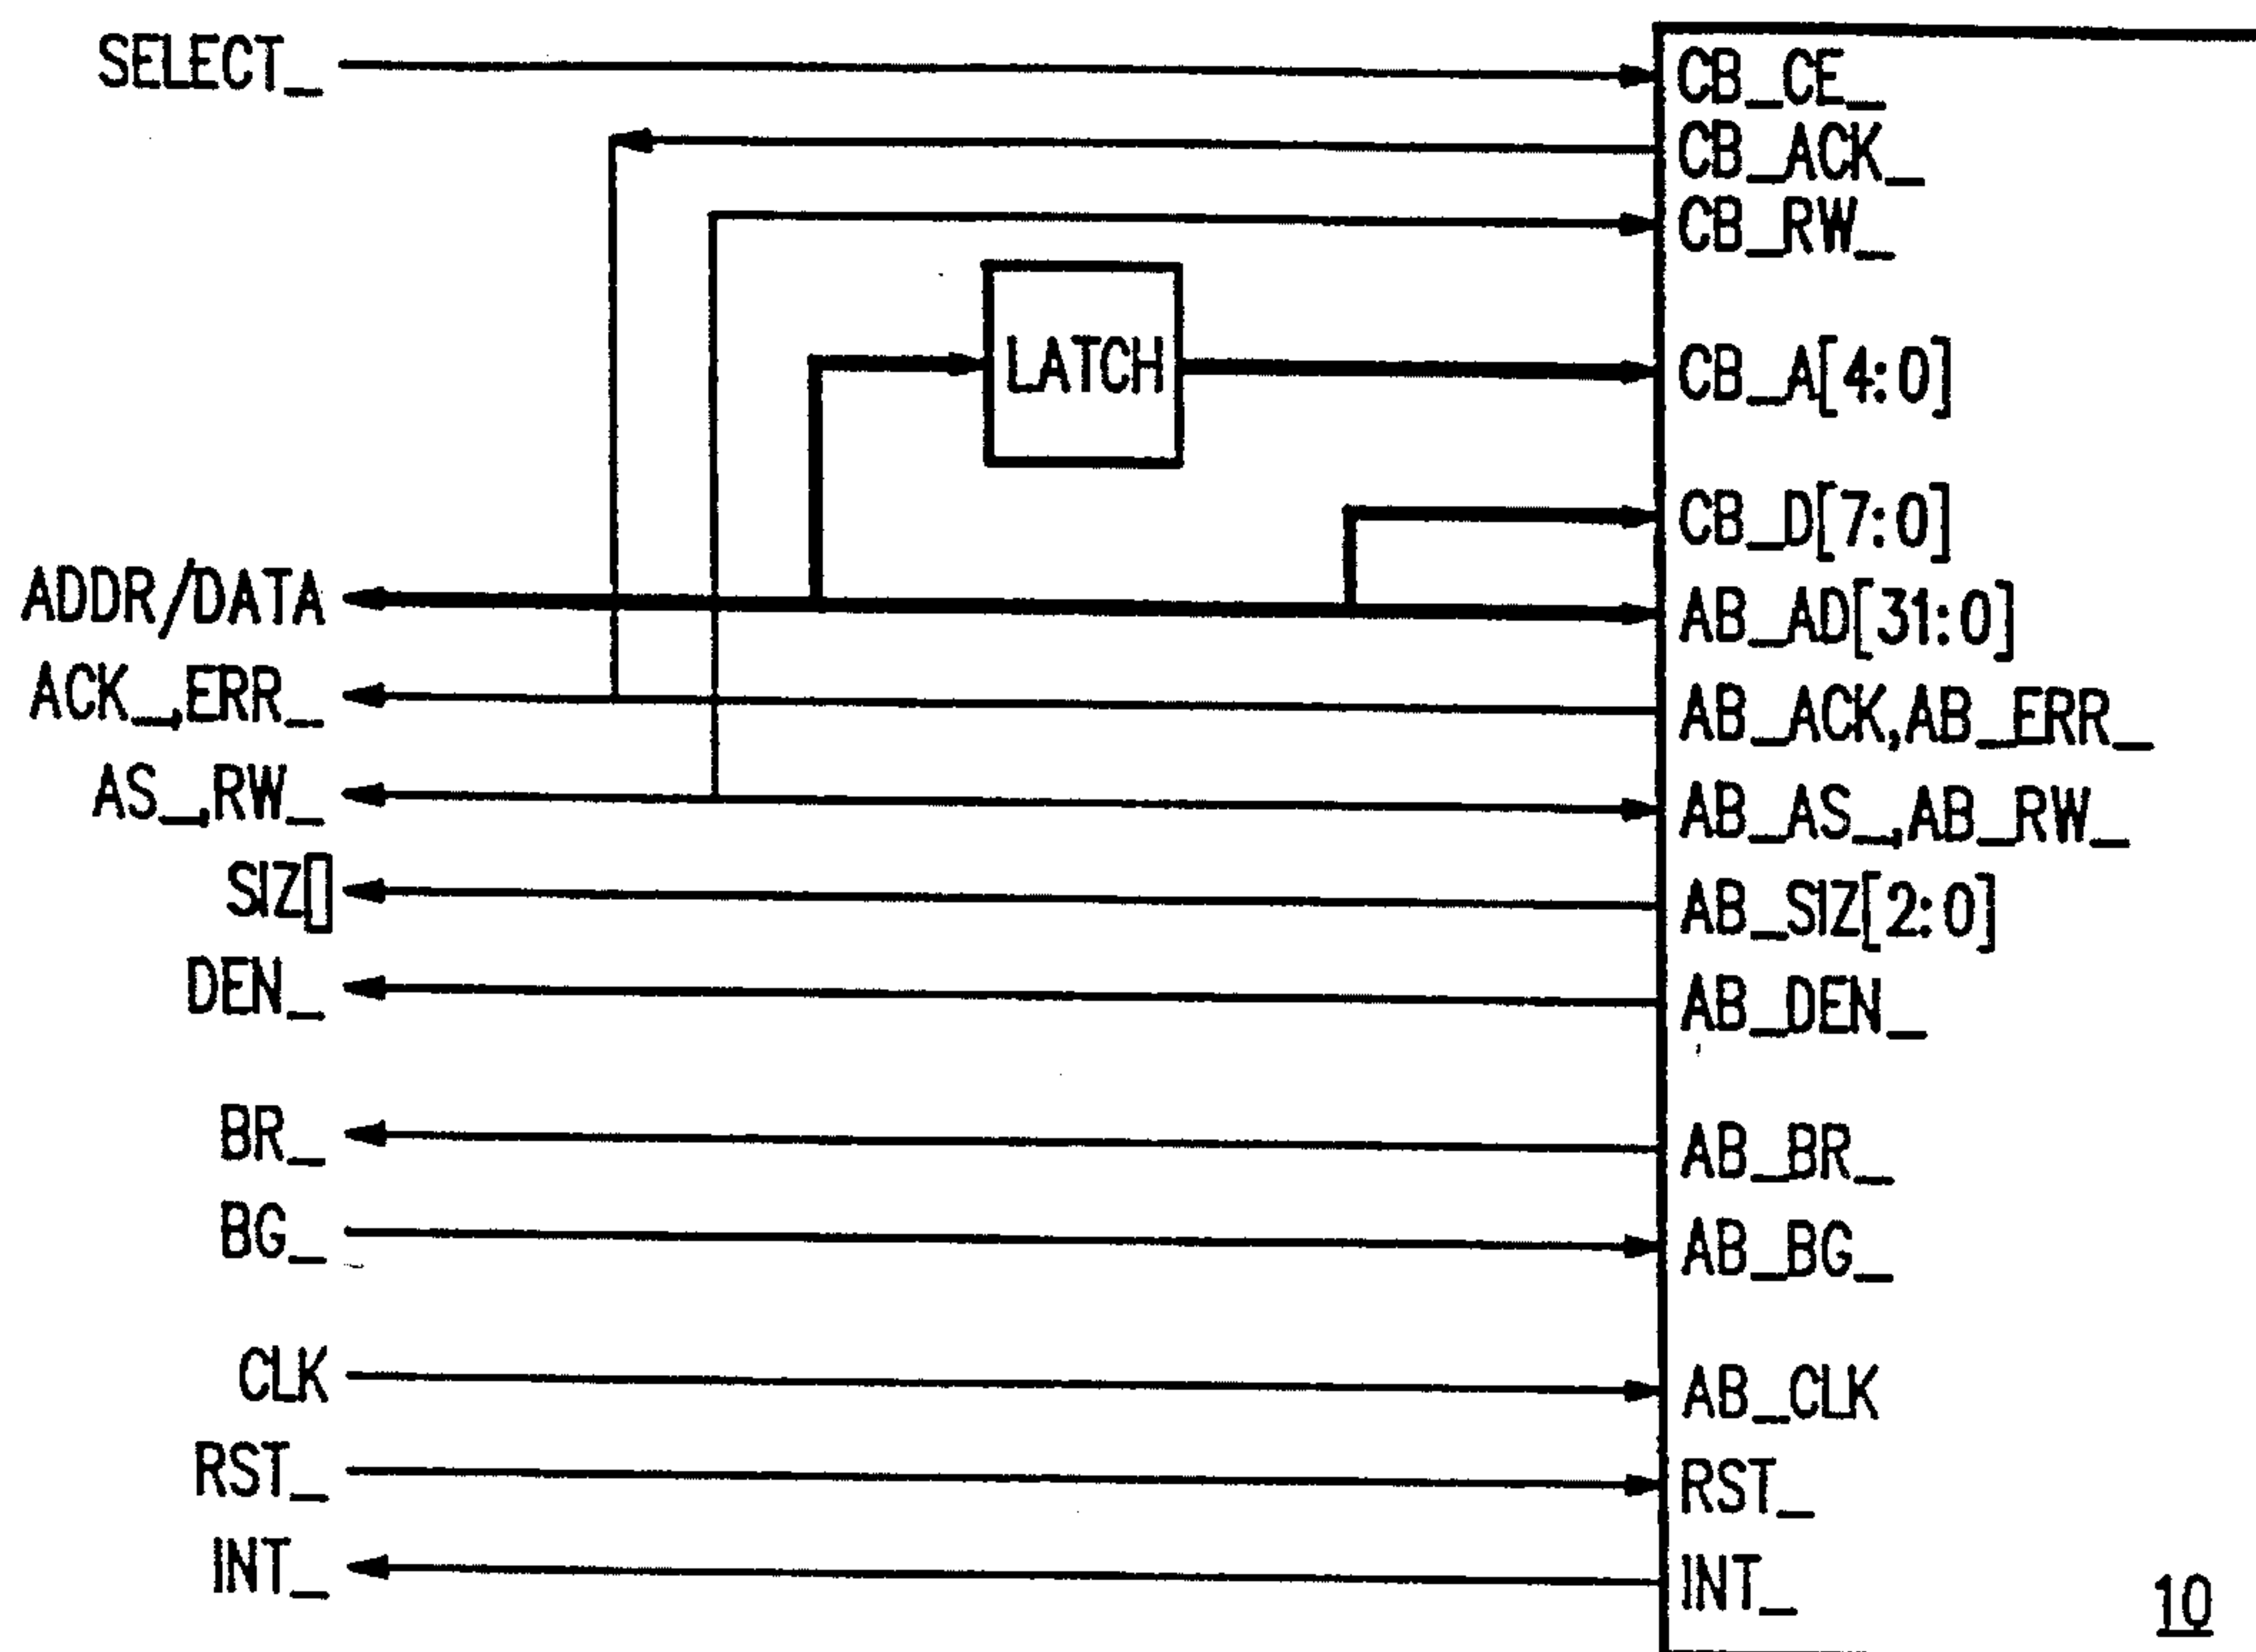 SELECT_
CB_CE_
CB_ACK_
CB_RW_
LATCH
CB_A[4:0]
CB_D[7:0]
ADDR/DATA
AB_AD[31:0]
ACK_,ERR_
AB_ACK,AB_ERR_
AS_,RW_
AB_AS_,AB_RW_
SIZ[]
AB_SIZ[2:0]
DEN_
AB_DEN_
BR_
AB_BR_
BG_
AB_BG_
CLK
AB_CLK
RST_
RST_
INT_
INT_
10